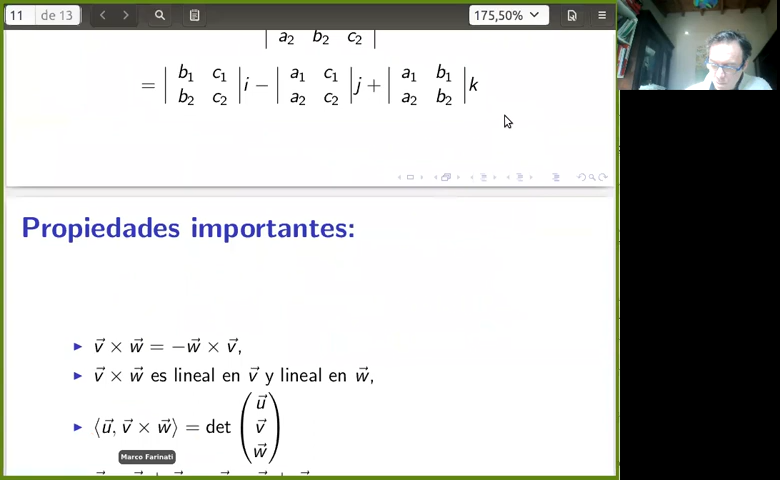 11 de 13 175,50%
| a₂ b₂ c₂ |
= | b₁ c₁ | i − | a₁ c₁ | j + | a₁ b₁ | k
| b₂ c₂ | | a₂ c₂ | | a₂ b₂ |
Propiedades importantes:
▶ v⃗ × w⃗ = −w⃗ × v⃗,
▶ v⃗ × w⃗ es lineal en v⃗ y lineal en w⃗,
▶ ⟨u⃗, v⃗ × w⃗⟩ = det ( u⃗
v⃗
w⃗ )
Marco Farinati